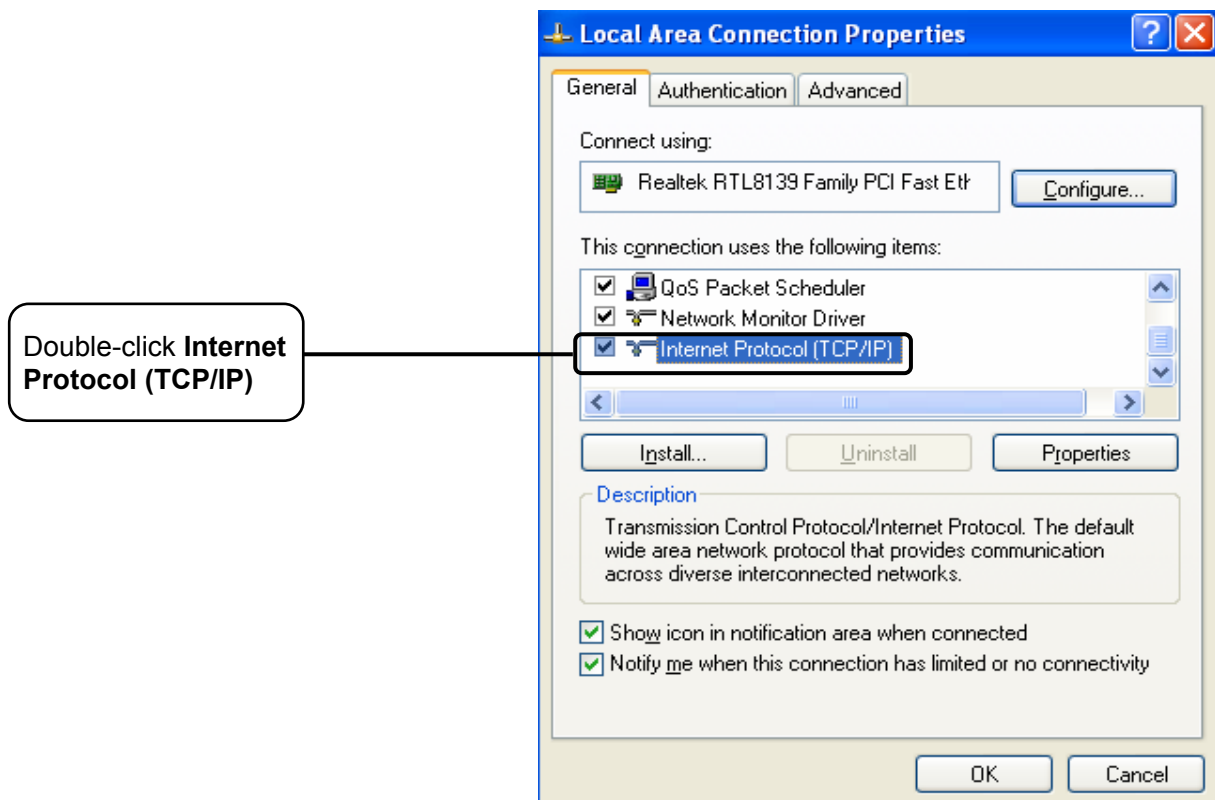 Local Area Connection Properties
General
Authentication
Advanced
Connect using:
Realtek RTL8139 Family PCI Fast Eth
Configure...
This connection uses the following items:
QoS Packet Scheduler
Network Monitor Driver
Internet Protocol (TCP/IP)
Double-click Internet
Protocol (TCP/IP)
Install...
Uninstall
Properties
Description
Transmission Control Protocol/Internet Protocol. The default
wide area network protocol that provides communication
across diverse interconnected networks.
Show icon in notification area when connected
Notify me when this connection has limited or no connectivity
OK
Cancel